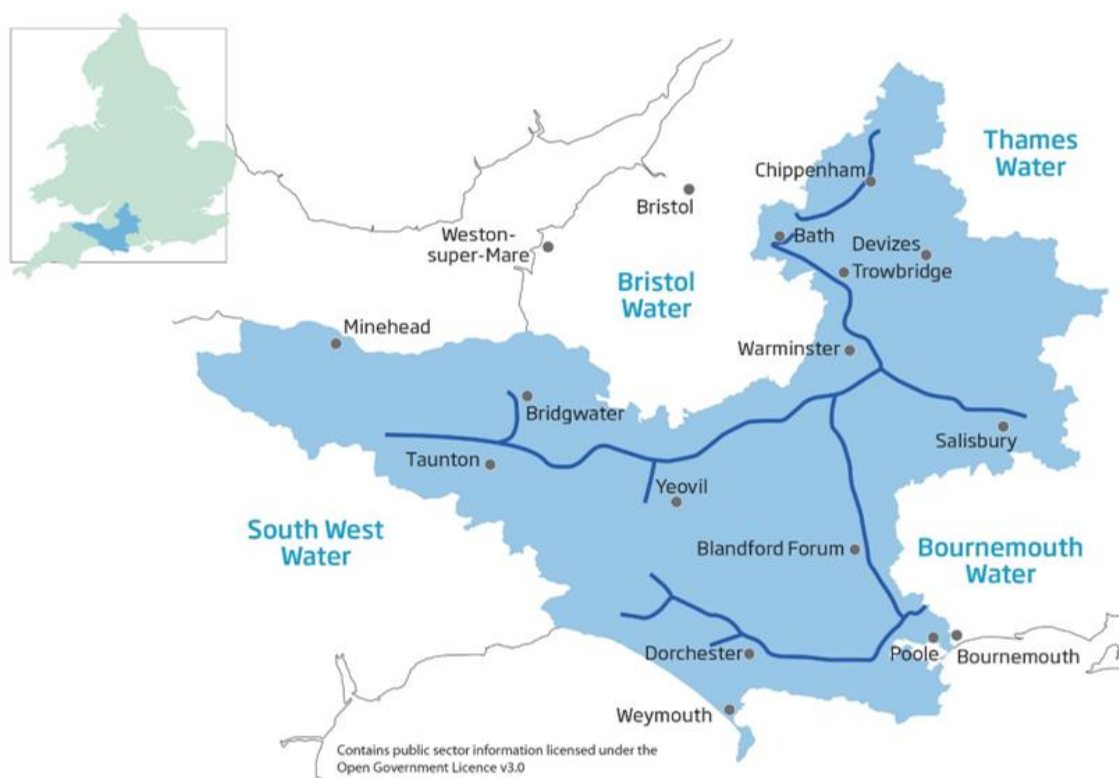 Thames
Water
Chippenham
Bristol
Weston-
super-Mare
Bath
Devizes
Trowbridge
Bristol
Water
Minehead
Warminster
Bridgwater
Salisbury
Taunton
Yeovil
South West
Water
Blandford Forum
Bournemouth
Water
Dorchester
Poole
Bournemouth
Weymouth
Contains public sector information licensed under the
Open Government Licence v3.0